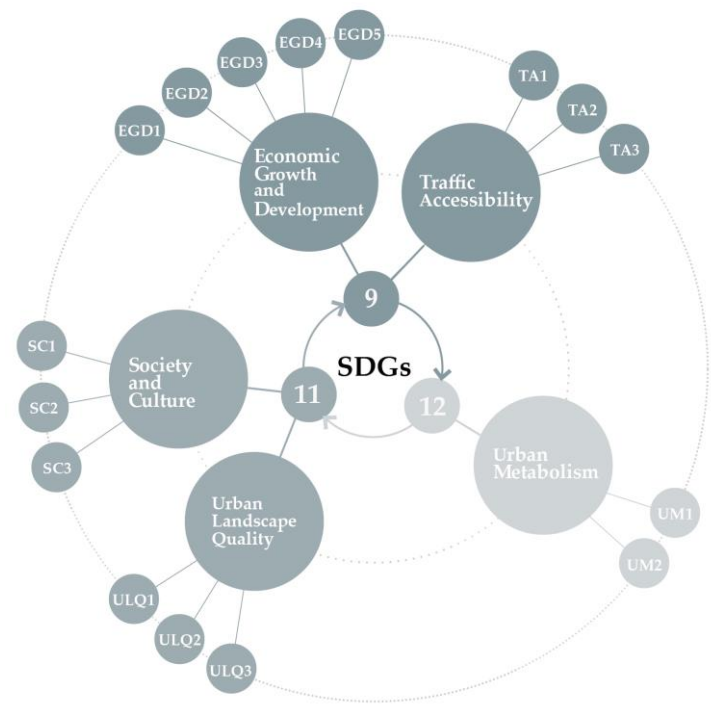 EGD1
EGD2
EGD3
EGD4
EGD5
Economic
Growth
and
Development
TA1
TA2
TA3
Traffic
Accessibility
9
SDGs
11
12
SC1
SC2
SC3
Society
and
Culture
Urban
Landscape
Quality
ULQ1
ULQ2
ULQ3
Urban
Metabolism
UM1
UM2